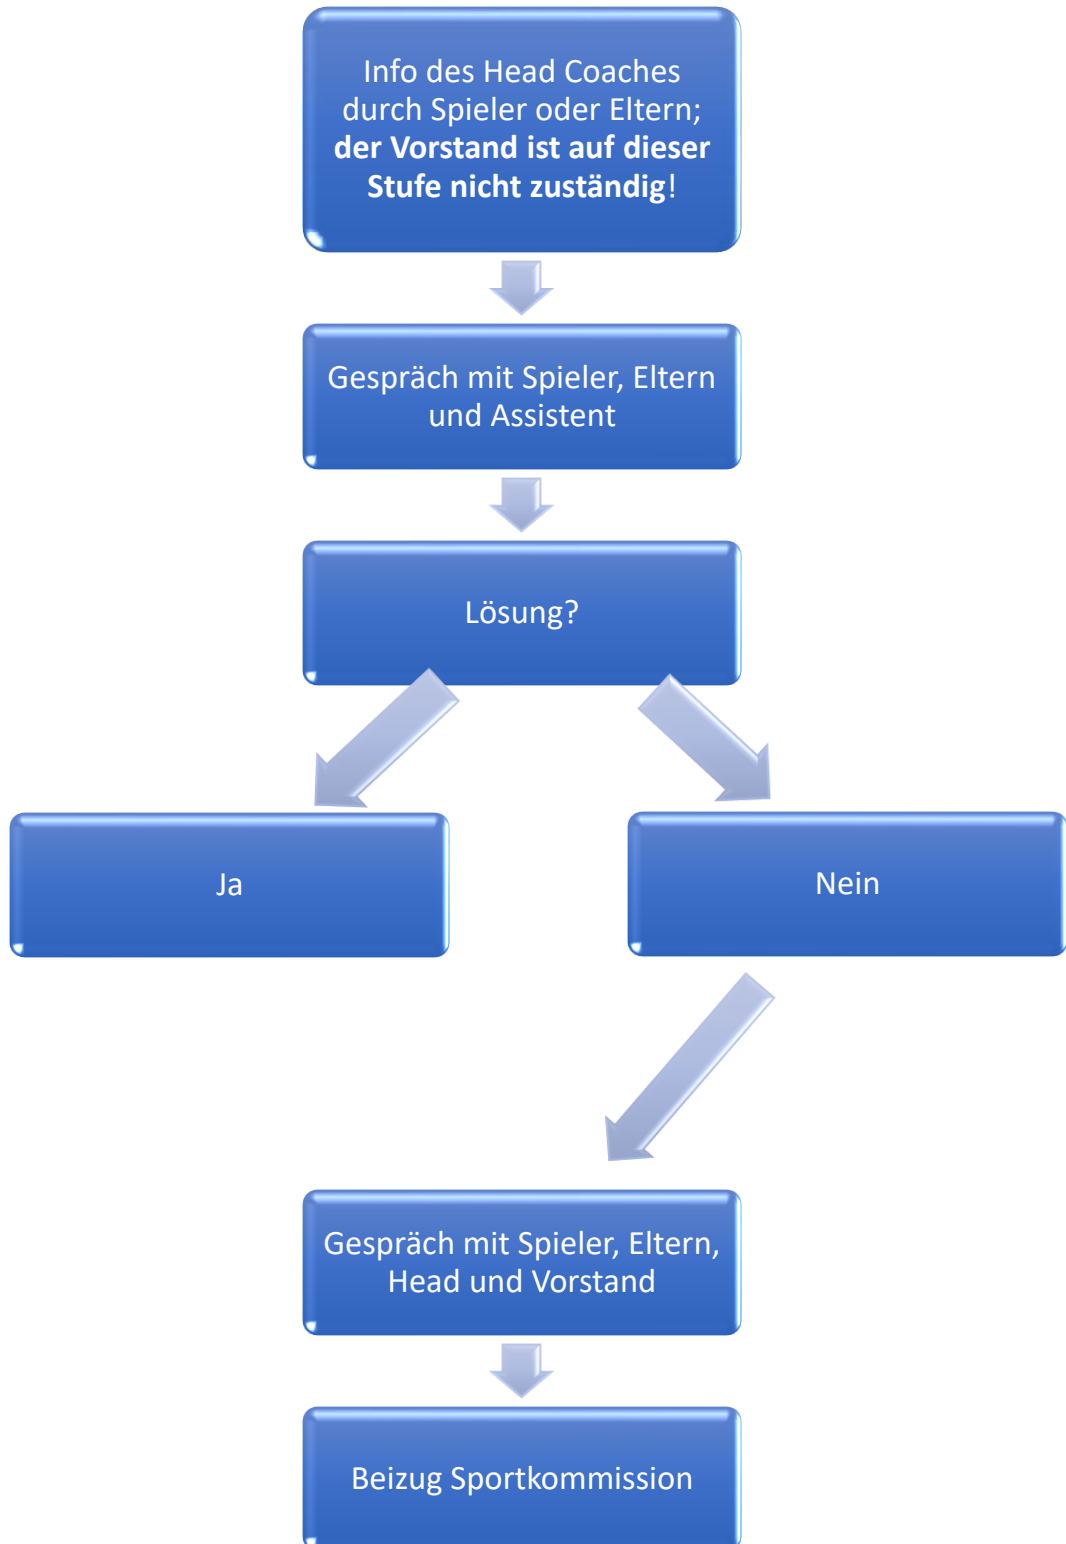 Info des Head Coaches
durch Spieler oder Eltern;
der Vorstand ist auf dieser
Stufe nicht zuständig!
Gespräch mit Spieler, Eltern
und Assistent
Lösung?
Ja
Nein
Gespräch mit Spieler, Eltern,
Head und Vorstand
Beizug Sportkommission